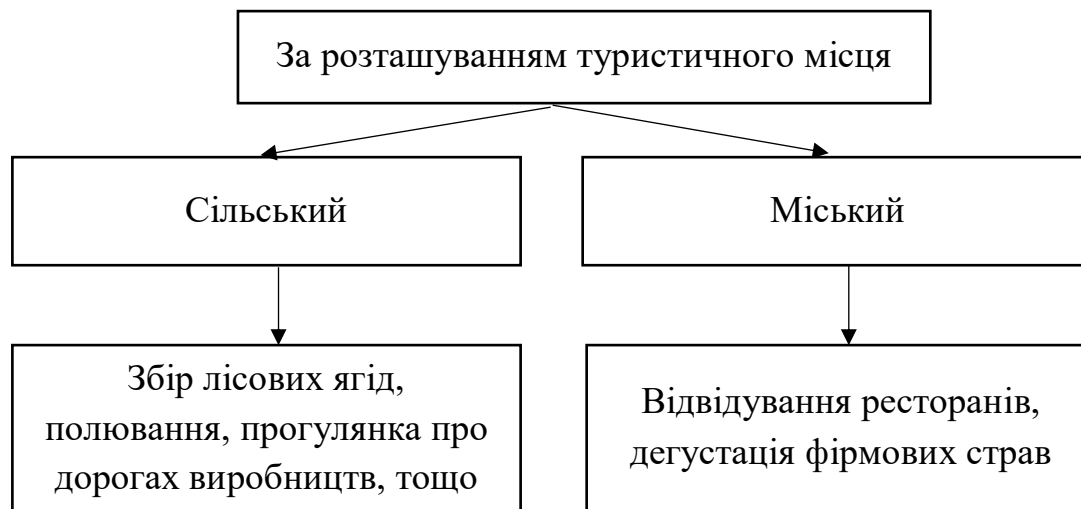 За розташуванням туристичного місця
Сільський
Міський
Збір лісових ягід,
полювання, прогулянка про
дорогах виробництв, тощо
Відвідування ресторанів,
дегустація фірмових страв